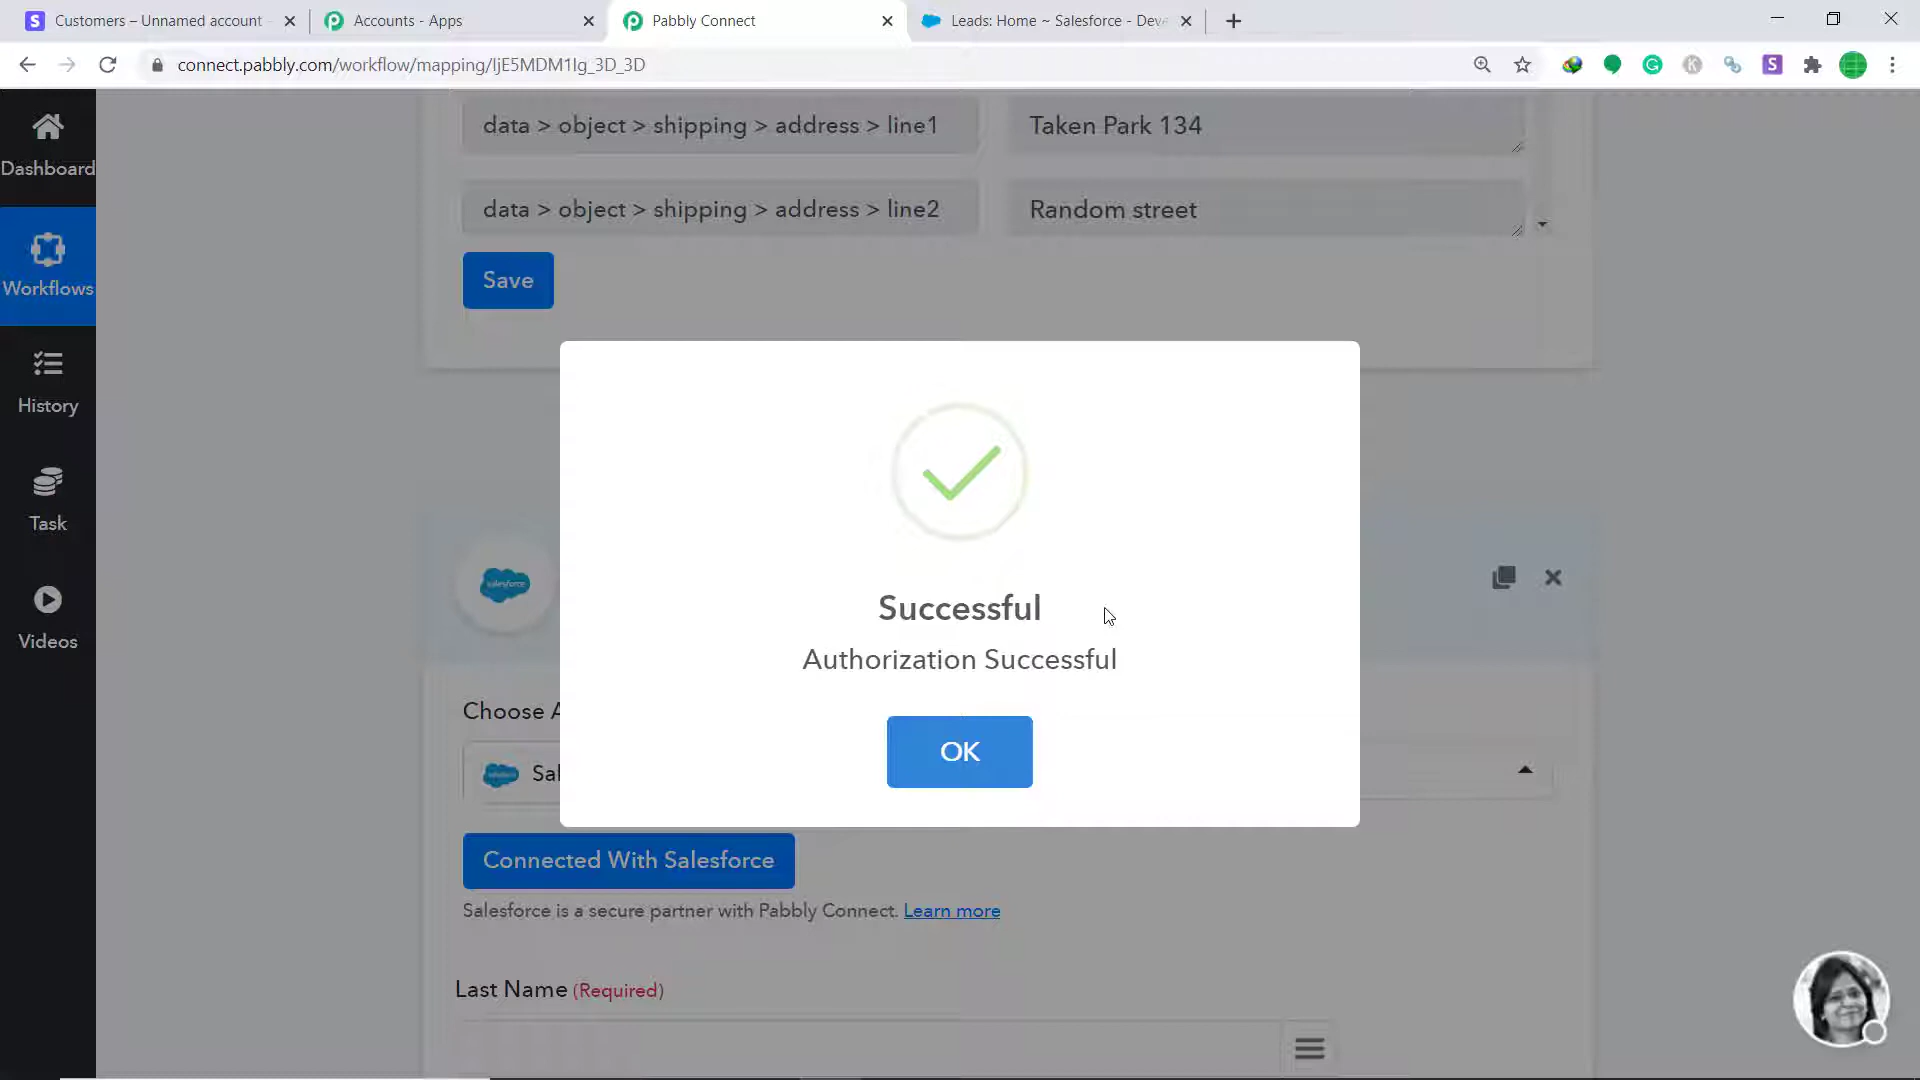 Customers – Unnamed account
Accounts - Apps
Pabbly Connect
Leads: Home ~ Salesforce - Deve
connect.pabbly.com/workflow/mapping/IjE5MDM1Ig_3D_3D
Dashboard
Workflows
History
Task
Videos
data > object > shipping > address > line1
Taken Park 134
data > object > shipping > address > line2
Random street
Save
Successful
Authorization Successful
OK
Choose A
salesforce
Sal
Connected With Salesforce
Salesforce is a secure partner with Pabbly Connect. Learn more
Last Name (Required)